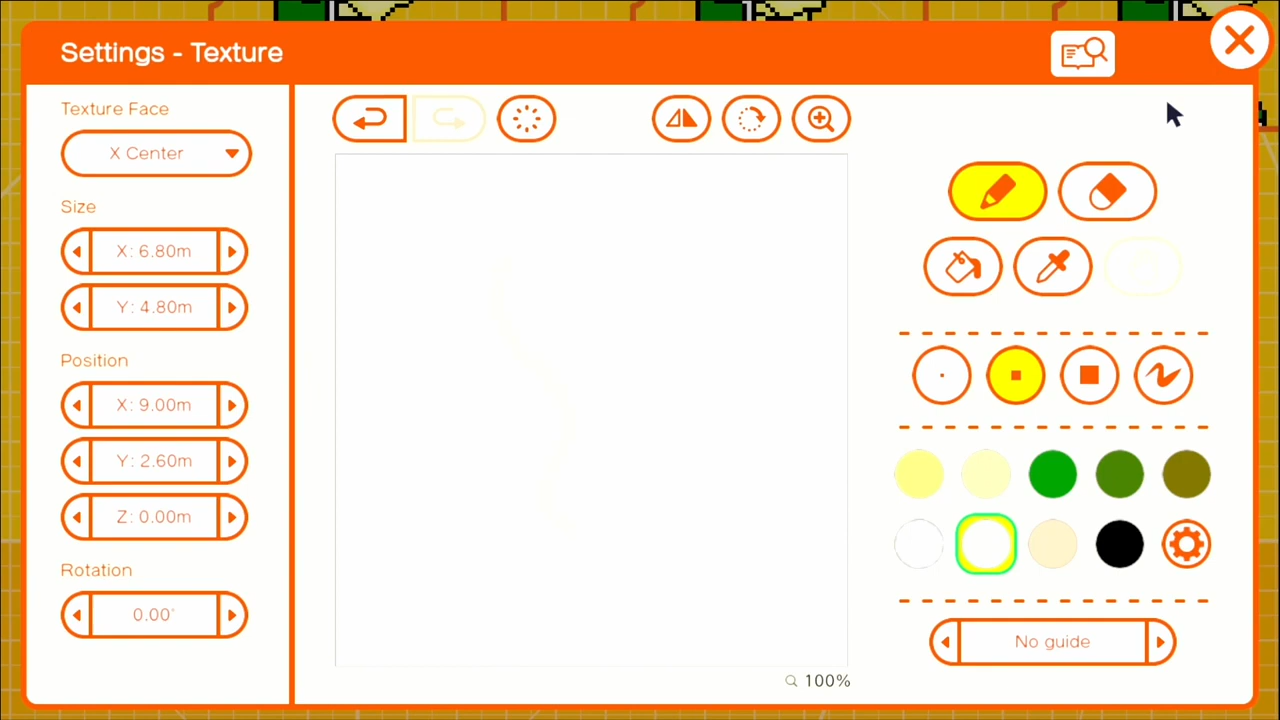 Settings - Texture
Texture Face
X Center
Size
X: 6.80m
Y: 4.80m
Position
X: 9.00m
Y: 2.60m
Z: 0.00m
Rotation
0.00°
No guide
100%